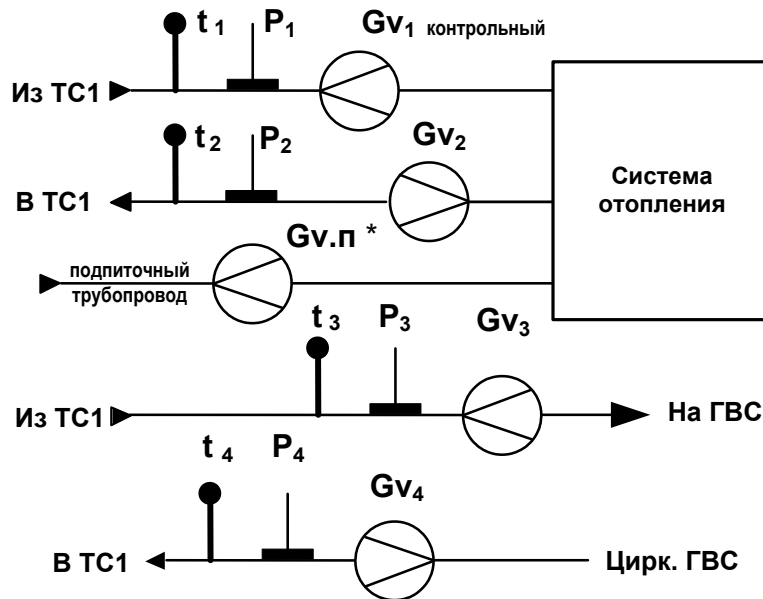 t 1 P1 Gv1 контрольный
Из ТС1
t 2 P2 Gv2
В ТС1
Система
отопления
Gv.п *
подпиточный
трубопровод
t 3 P3 Gv3
Из ТС1
На ГВС
t 4 P4 Gv4
В ТС1
Цирк. ГВС